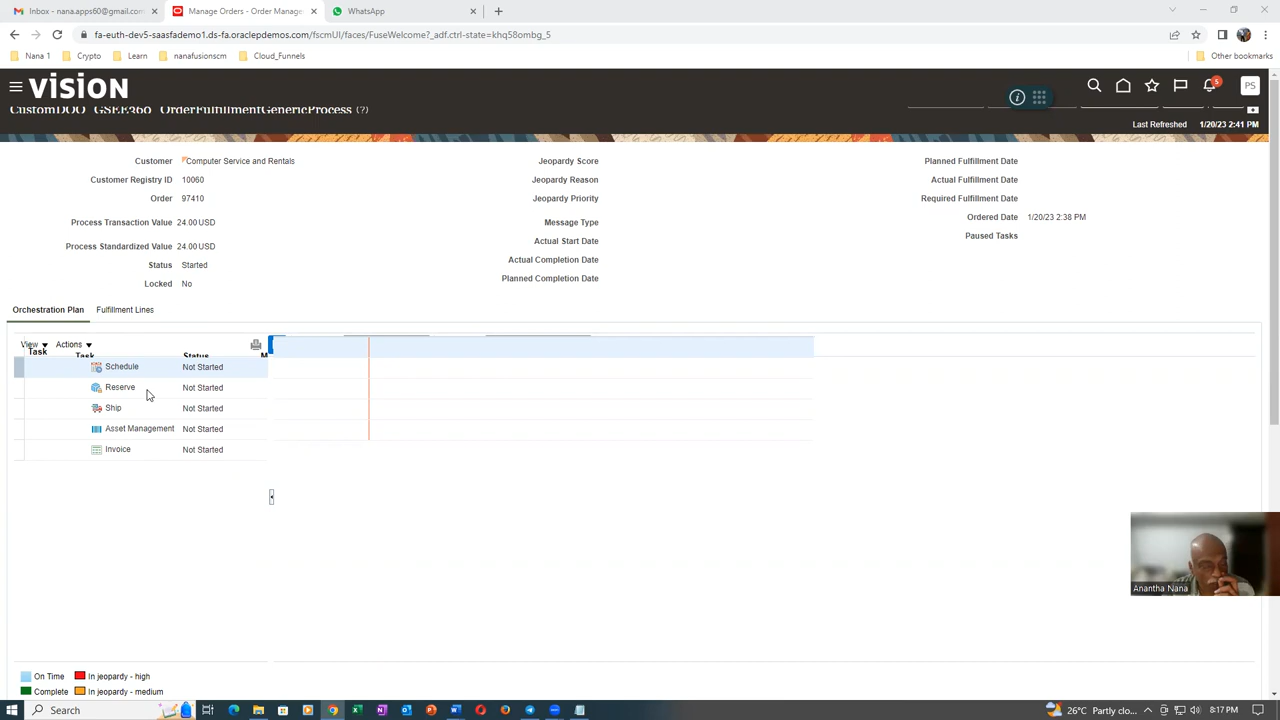 Inbox - nana.apps60@gmail.com
Manage Orders - Order Manage
WhatsApp
fa-euth-dev5-saasfademo1.ds-fa.oraclepdemos.com/fscmUI/faces/FuseWelcome?_adf.ctrl-state=khq58ombg_5
Nana 1
Crypto
Learn
nanafusionscm
Cloud_Funnels
Other bookmarks
VISION
5
PS
CustomDOO_GSEF360_OrderFulfillmentGenericProcess (?)
Last Refreshed 1/20/23 2:41 PM
Customer Computer Service and Rentals
Customer Registry ID 10060
Order 97410
Process Transaction Value 24.00 USD
Process Standardized Value 24.00 USD
Status Started
Locked No
Jeopardy Score
Jeopardy Reason
Jeopardy Priority
Message Type
Actual Start Date
Actual Completion Date
Planned Completion Date
Planned Fulfillment Date
Actual Fulfillment Date
Required Fulfillment Date
Ordered Date 1/20/23 2:38 PM
Paused Tasks
Orchestration Plan
Fulfillment Lines
View
Actions
Task
Task
Status
M
Schedule Not Started
Reserve Not Started
Ship Not Started
Asset Management Not Started
Invoice Not Started
Anantha Nana
On Time
In jeopardy - high
Complete
In jeopardy - medium
Search
26°C Partly clo...
8:17 PM